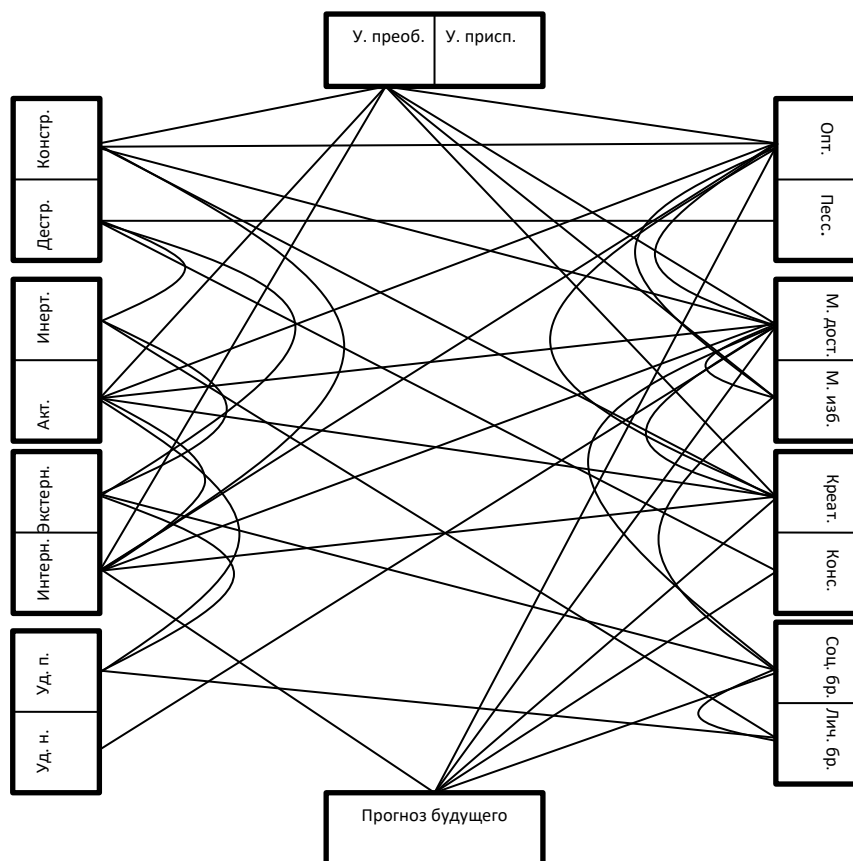 У. преоб.
У. присп.
Констр.
Дестр.
Инерт.
Акт.
Экстерн.
Интерн.
Уд. п.
Уд. н.
Опт.
Песс.
М. дост.
М. изб.
Креат.
Конс.
Соц. бр.
Лич. бр.
Прогноз будущего